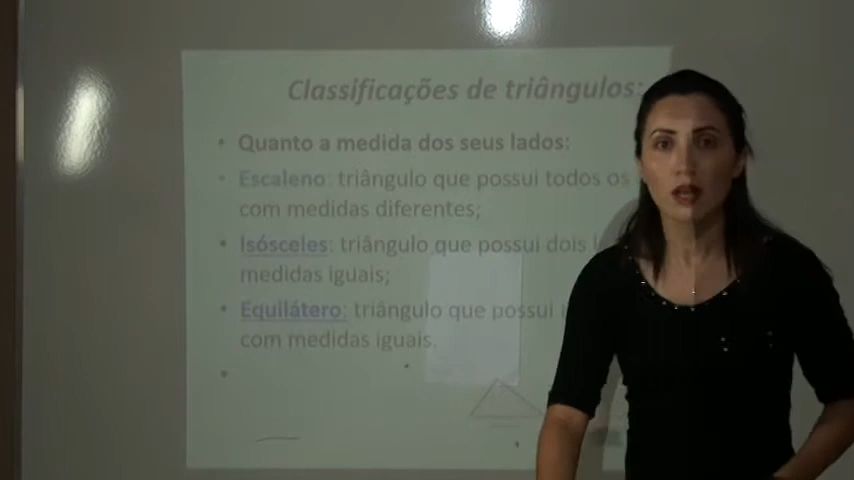 Classificações de triângulos:
• Quanto a medida dos seus lados:
• Escaleno: triângulo que possui todos os
com medidas diferentes;
• Isósceles: triângulo que possui dois
medidas iguais;
• Equilátero: triângulo que possui
com medidas iguais.